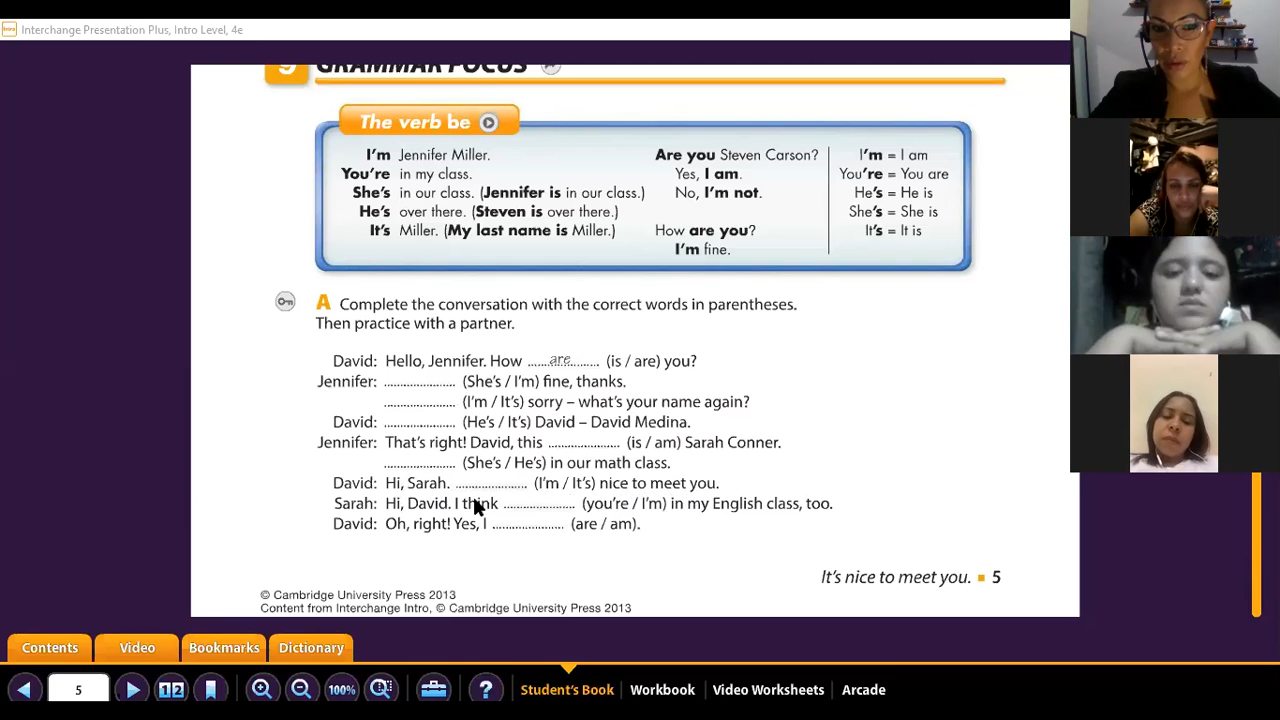 Interchange Presentation Plus, Intro Level, 4e
GRAMMAR FOCUS
The verb be
I'm Jennifer Miller.
You're in my class.
She's in our class. (Jennifer is in our class.)
He's over there. (Steven is over there.)
It's Miller. (My last name is Miller.)
Are you Steven Carson?
Yes, I am.
No, I'm not.
How are you?
I'm fine.
I'm = I am
You're = You are
He's = He is
She's = She is
It's = It is
A Complete the conversation with the correct words in parentheses.
Then practice with a partner.
David: Hello, Jennifer. How ........are........ (is / are) you?
Jennifer: ...................... (She's / I'm) fine, thanks.
...................... (I'm / It's) sorry – what's your name again?
David: ...................... (He's / It's) David – David Medina.
Jennifer: That's right! David, this ...................... (is / am) Sarah Conner.
...................... (She's / He's) in our math class.
David: Hi, Sarah. ...................... (I'm / It's) nice to meet you.
Sarah: Hi, David. I think ...................... (you're / I'm) in my English class, too.
David: Oh, right! Yes, I ...................... (are / am).
It's nice to meet you. ■ 5
© Cambridge University Press 2013
Content from Interchange Intro, © Cambridge University Press 2013
Contents Video Bookmarks Dictionary
5 12 100% ? Student's Book Workbook Video Worksheets Arcade